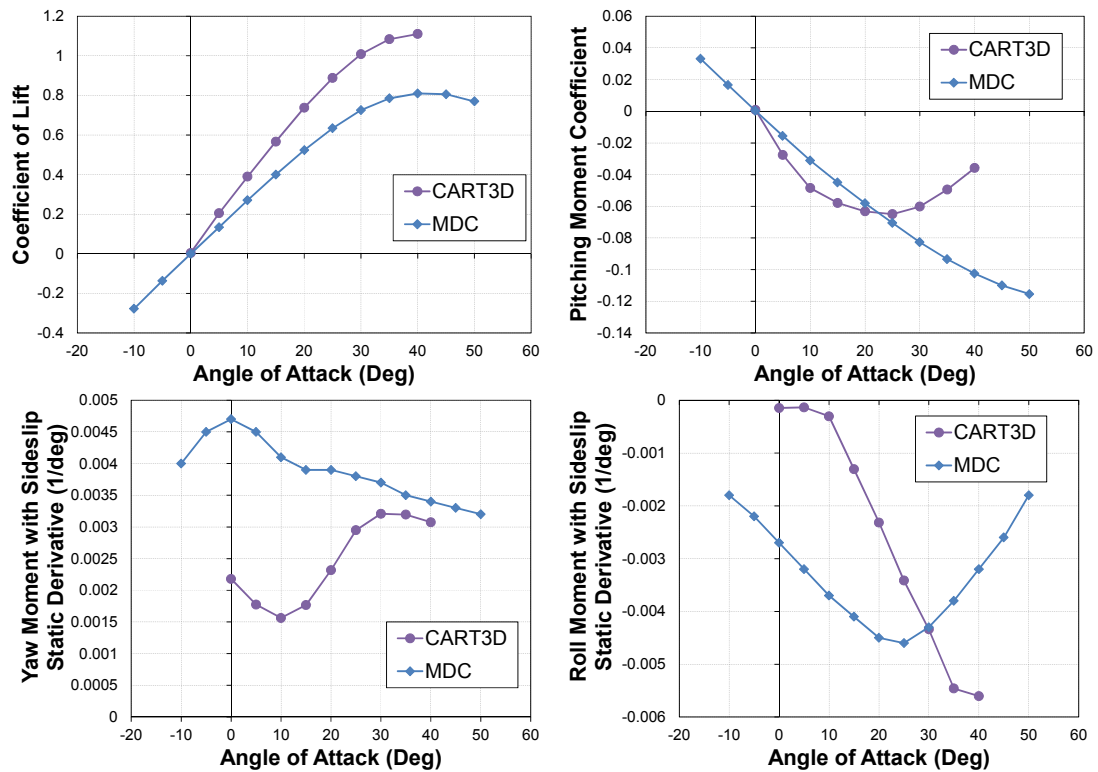 Coefficient of Lift
1.2
1
0.8
0.6
0.4
0.2
0
-0.2
-0.4
-20 -10 0 10 20 30 40 50 60
Angle of Attack (Deg)
CART3D
MDC
Pitching Moment Coefficient
0.06
0.04
0.02
0
-0.02
-0.04
-0.06
-0.08
-0.1
-0.12
-0.14
-20 -10 0 10 20 30 40 50 60
Angle of Attack (Deg)
CART3D
MDC
Yaw Moment with Sideslip
Static Derivative (1/deg)
0.005
0.0045
0.004
0.0035
0.003
0.0025
0.002
0.0015
0.001
0.0005
0
-20 -10 0 10 20 30 40 50 60
Angle of Attack (Deg)
CART3D
MDC
Roll Moment with Sideslip
Static Derivative (1/deg)
0
-0.001
-0.002
-0.003
-0.004
-0.005
-0.006
-20 -10 0 10 20 30 40 50 60
Angle of Attack (Deg)
CART3D
MDC